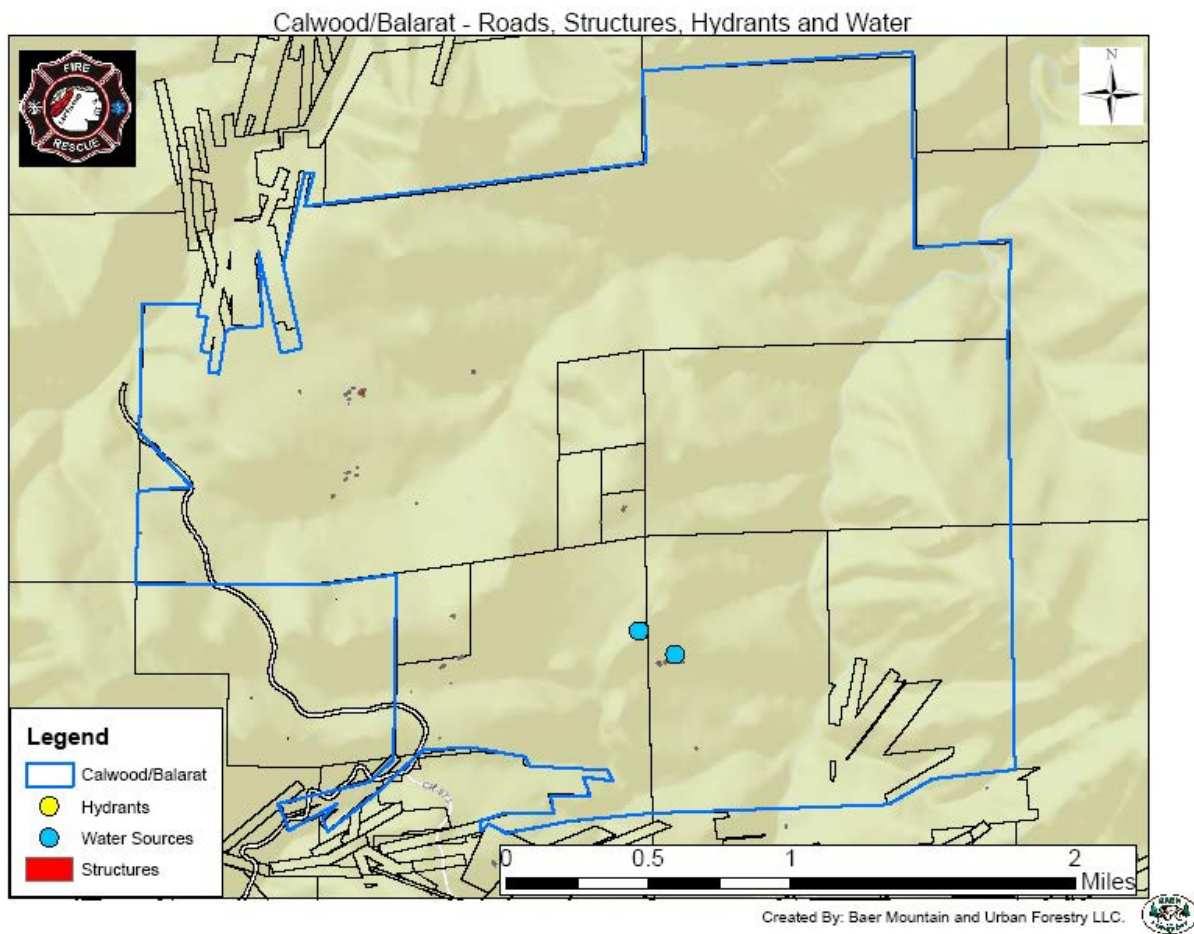 Calwood/Balarat - Roads, Structures, Hydrants and Water
FIRE
RESCUE
N
Legend
Calwood/Balarat
Hydrants
Water Sources
Structures
0 0.5 1 2
Miles
Created By: Baer Mountain and Urban Forestry LLC.